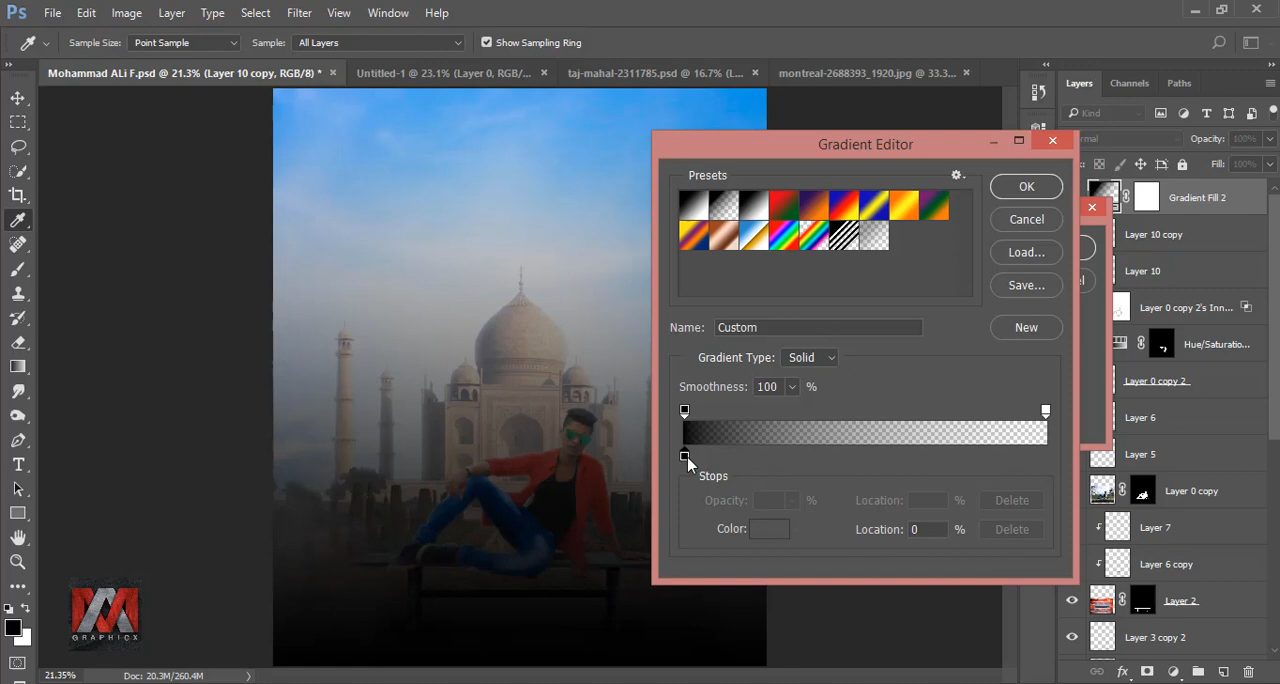 Ps File Edit Image Layer Type Select Filter View Window Help
Sample Size: Point Sample Sample: All Layers Show Sampling Ring
Mohammad ALi F.psd @ 21.3% (Layer 10 copy, RGB/8) * × Untitled-1 @ 23.1% (Layer 0, RGB/... × taj-mahal-2311785.psd @ 16.7% (L... × montreal-2688393_1920.jpg @ 33.3... ×
Layers Channels Paths
Kind
Opacity: 100%
Fill: 100%
Gradient Fill 2
Layer 10 copy
Layer 10
Layer 0 copy 2's Inn...
Hue/Saturatio...
Layer 0 copy 2
Layer 6
Layer 5
Layer 0 copy
Layer 7
Layer 6 copy
Layer 2
Layer 3 copy 2
Gradient Editor
Presets
OK
Cancel
Load...
Save...
Name: Custom
New
Gradient Type: Solid
Smoothness: 100 %
Stops
Opacity: % Location: % Delete
Color: Location: 0 % Delete
GRAPHICX
21.35% Doc: 20.3M/260.4M